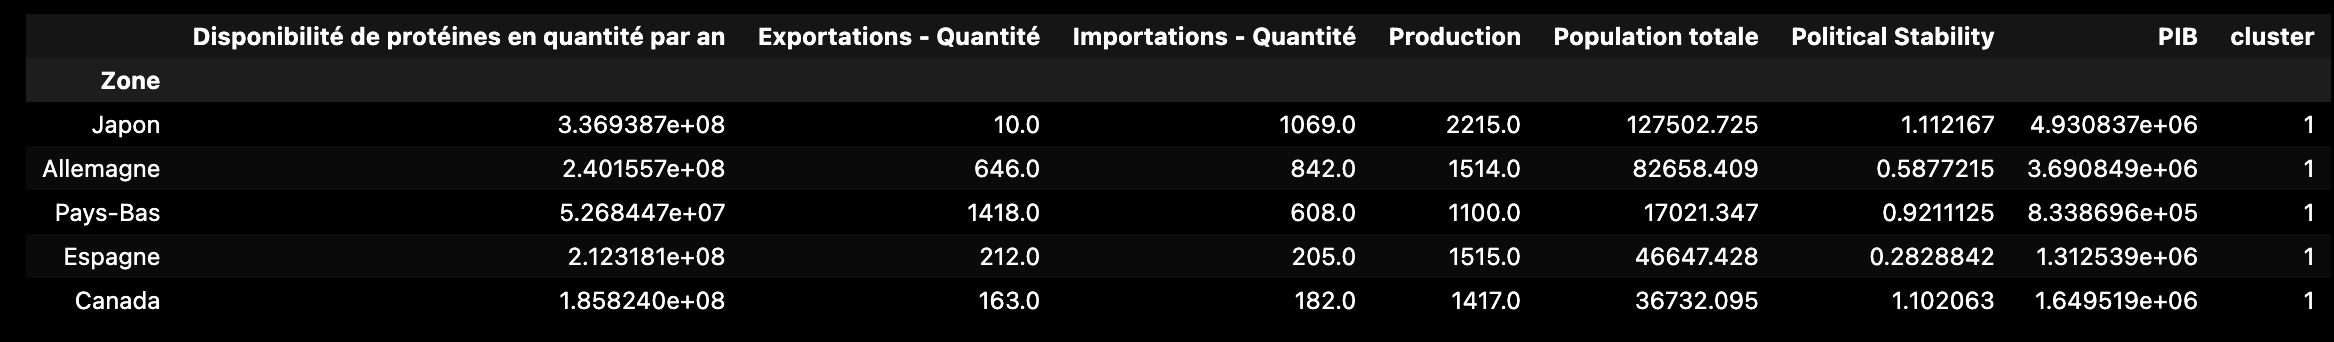 Disponibilité de protéines en quantité par an Exportations - Quantité Importations - Quantité Production Population totale Political Stability PIB cluster
Zone
Japon 3.369387e+08 10.0 1069.0 2215.0 127502.725 1.112167 4.930837e+06 1
Allemagne 2.401557e+08 646.0 842.0 1514.0 82658.409 0.5877215 3.690849e+06 1
Pays-Bas 5.268447e+07 1418.0 608.0 1100.0 17021.347 0.9211125 8.338696e+05 1
Espagne 2.123181e+08 212.0 205.0 1515.0 46647.428 0.2828842 1.312539e+06 1
Canada 1.858240e+08 163.0 182.0 1417.0 36732.095 1.102063 1.649519e+06 1